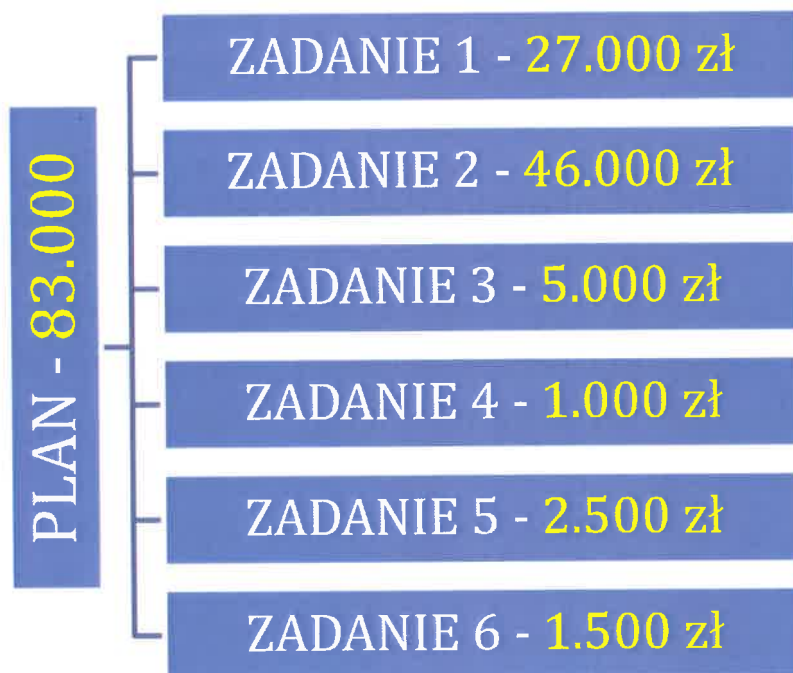 PLAN - 83.000
ZADANIE 1 - 27.000 zł
ZADANIE 2 - 46.000 zł
ZADANIE 3 - 5.000 zł
ZADANIE 4 - 1.000 zł
ZADANIE 5 - 2.500 zł
ZADANIE 6 - 1.500 zł